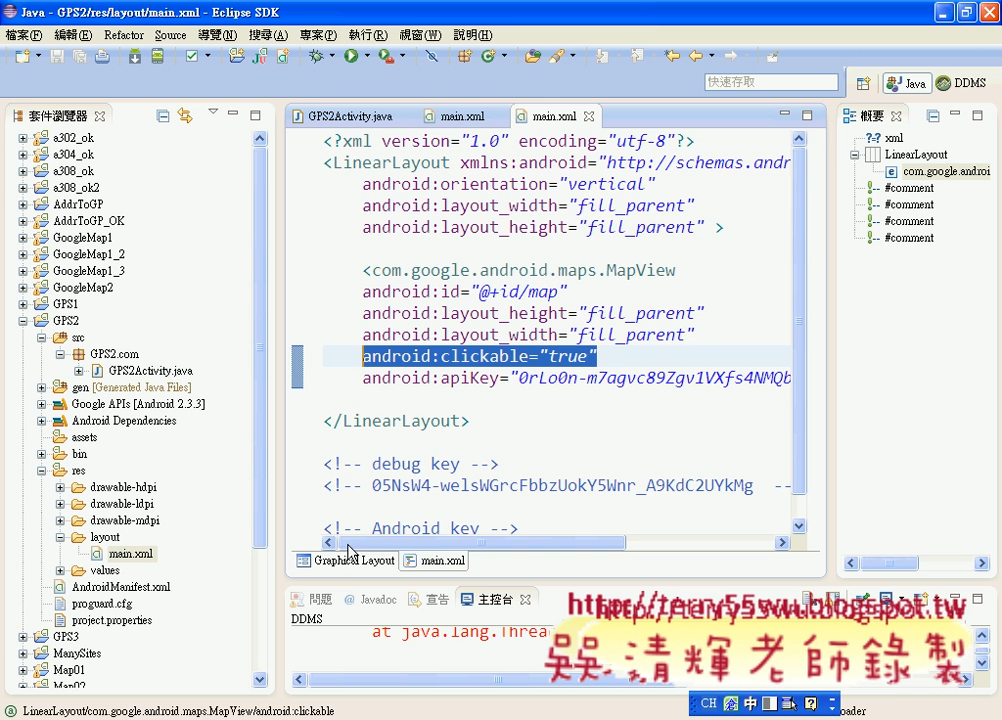 Java - GPS2/res/layout/main.xml - Eclipse SDK
檔案(F) 編輯(E) Refactor Source 導覽(N) 搜尋(A) 專案(P) 執行(R) 視窗(W) 說明(H)
快速存取
Java
DDMS
套件瀏覽器
a302_ok
a304_ok
a308_ok
a308_ok2
AddrToGP
AddrToGP_OK
GoogleMap1
GoogleMap1_2
GoogleMap1_3
GoogleMap2
GPS1
GPS2
src
GPS2.com
GPS2Activity.java
gen [Generated Java Files]
Google APIs [Android 2.3.3]
Android Dependencies
assets
bin
res
drawable-hdpi
drawable-ldpi
drawable-mdpi
layout
main.xml
values
AndroidManifest.xml
proguard.cfg
project.properties
GPS3
ManySites
Map01
Map02
GPS2Activity.java
main.xml
main.xml
<?xml version="1.0" encoding="utf-8"?>
<LinearLayout xmlns:android="http://schemas.andr
android:orientation="vertical"
android:layout_width="fill_parent"
android:layout_height="fill_parent" >
<com.google.android.maps.MapView
android:id="@+id/map"
android:layout_height="fill_parent"
android:layout_width="fill_parent"
android:clickable="true"
android:apiKey="0rLo0n-m7agvc89Zgv1VXfs4NMQb
</LinearLayout>
<!-- debug key -->
<!-- 05NsW4-welsWGrcFbbzUokY5Wnr_A9KdC2UYkMg --
<!-- Android key -->
Graphical Layout
main.xml
概要
xml
LinearLayout
com.google.androi
#comment
#comment
#comment
#comment
問題
Javadoc
宣告
主控台
DDMS
at java.lang.Threa
http://terry55wu.blogspot.tw
吳清輝老師錄製
CH
中
LinearLayout/com.google.android.maps.MapView/android:clickable
oader